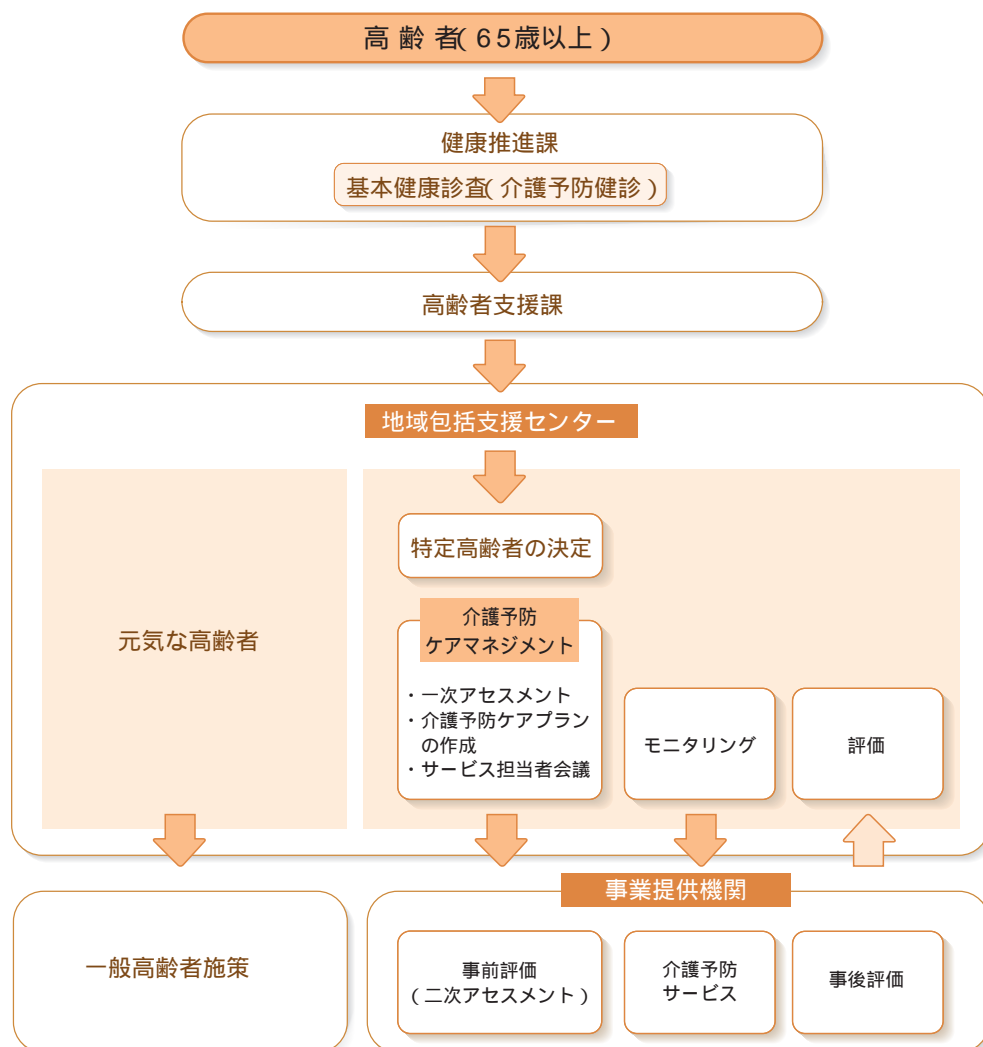 高齢者(65歳以上)
健康推進課
基本健康診査(介護予防健診)
高齢者支援課
地域包括支援センター
元気な高齢者
特定高齢者の決定
介護予防
ケアマネジメント
・一次アセスメント
・介護予防ケアプラン
の作成
・サービス担当者会議
モニタリング
評価
一般高齢者施策
事業提供機関
事前評価
(二次アセスメント)
介護予防
サービス
事後評価